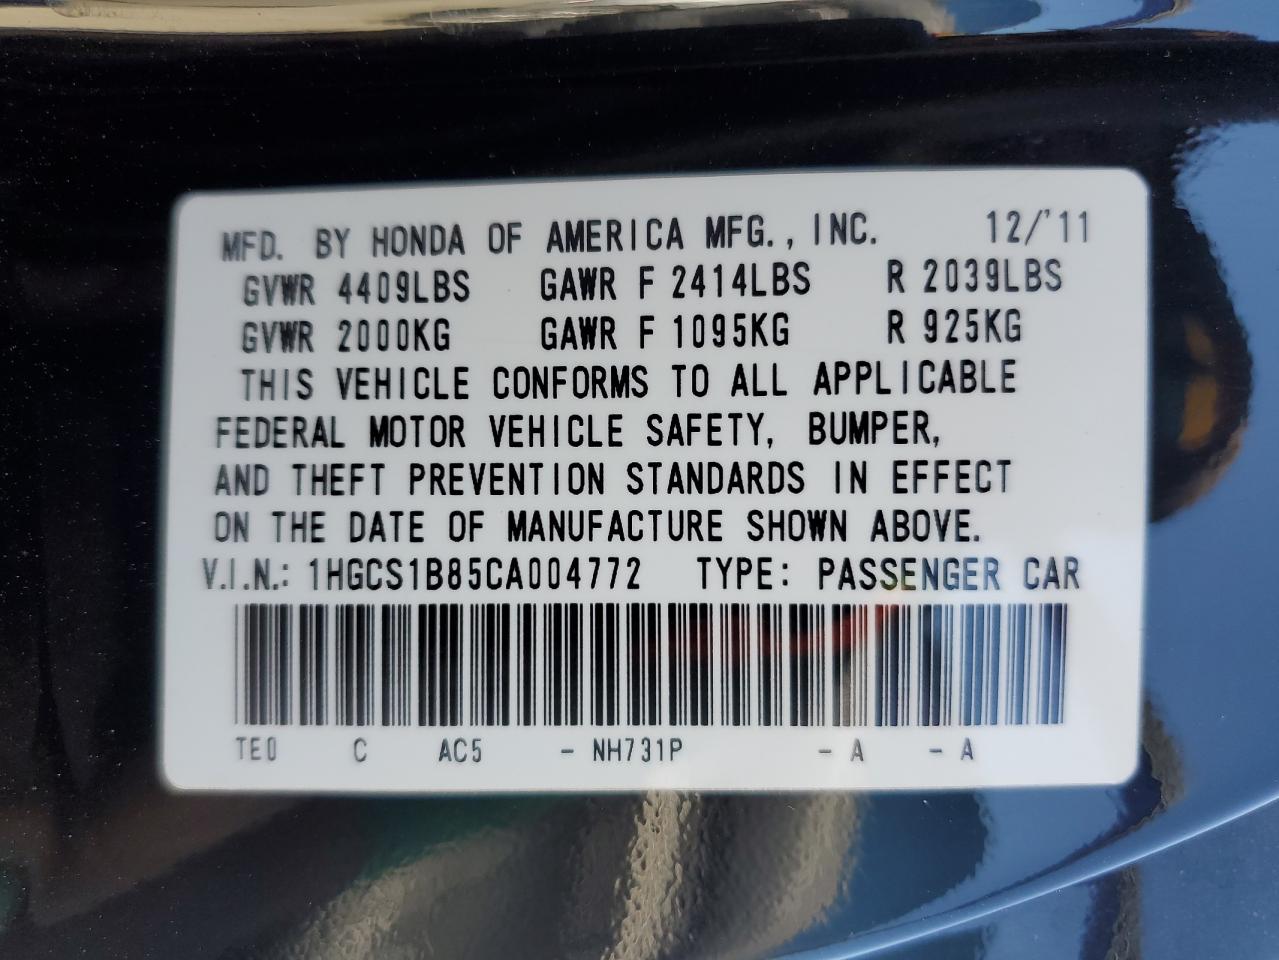 MFD. BY HONDA OF AMERICA MFG., INC. 12/'11
GVWR 4409LBS GAWR F 2414LBS R 2039LBS
GVWR 2000KG GAWR F 1095KG R 925KG
THIS VEHICLE CONFORMS TO ALL APPLICABLE
FEDERAL MOTOR VEHICLE SAFETY, BUMPER,
AND THEFT PREVENTION STANDARDS IN EFFECT
ON THE DATE OF MANUFACTURE SHOWN ABOVE.
V.I.N.: 1HGCS1B85CA004772 TYPE: PASSENGER CAR
TE0 C AC5 - NH731P - A - A